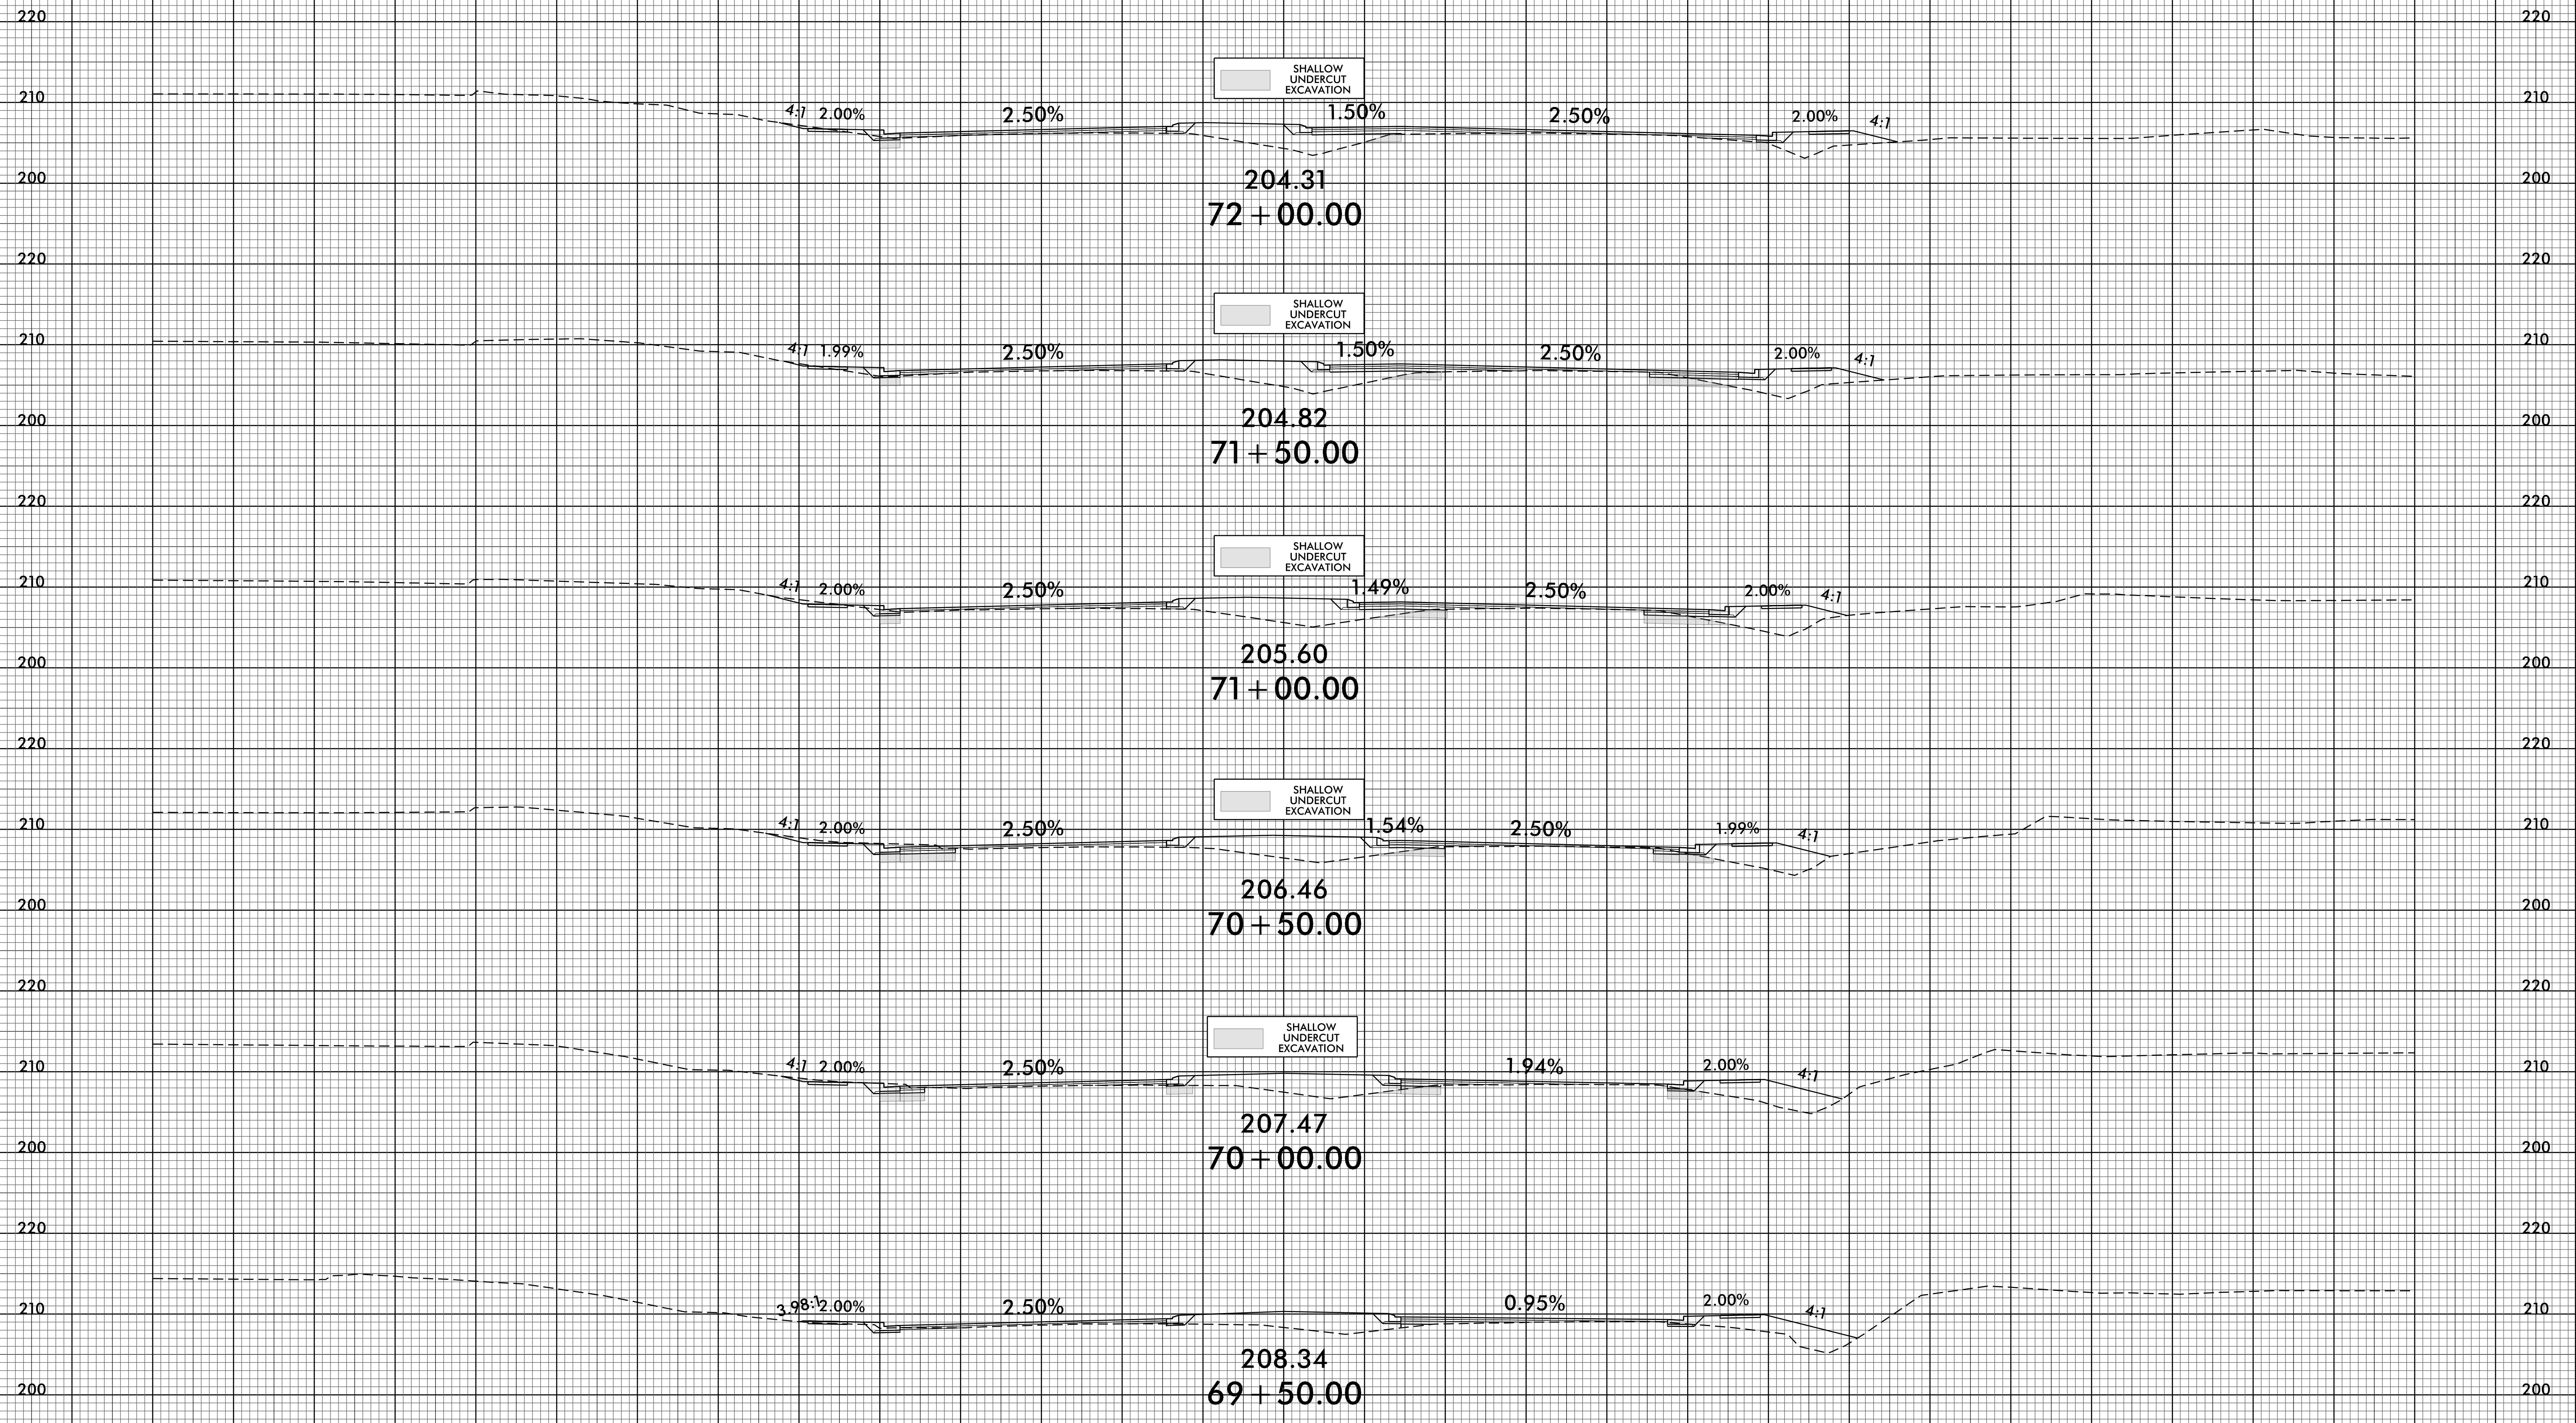 220 220
SHALLOW
UNDERCUT
EXCAVATION
210 4:1 2.00% 2.50% 1.50% 2.50% 2.00% 4:1 210
200 204.31 200
72+00.00
220 220
SHALLOW
UNDERCUT
EXCAVATION
210 4:1 1.99% 2.50% 1.50% 2.50% 2.00% 4:1 210
200 204.82 200
71+50.00
220 220
SHALLOW
UNDERCUT
EXCAVATION
210 4:1 2.00% 2.50% 1.49% 2.50% 2.00% 4:1 210
200 205.60 200
71+00.00
220 220
SHALLOW
UNDERCUT
EXCAVATION
210 4:1 2.00% 2.50% 1.54% 2.50% 1.99% 4:1 210
200 206.46 200
70+50.00
220 220
SHALLOW
UNDERCUT
EXCAVATION
210 4:1 2.00% 2.50% 1.94% 2.00% 4:1 210
207.47
200 70+00.00 200
220 220
210 3.98:1 2.00% 2.50% 0.95% 2.00% 4:1 210
208.34
200 69+50.00 200